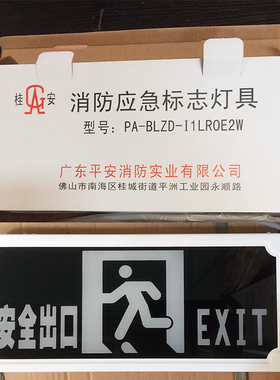 桂安
消防应急标志灯具
型号：PA-BLZD-I1LROE2W
广东平安消防实业有限公司
佛山市南海区桂城街道平洲工业园永顺路
安全出口 EXIT